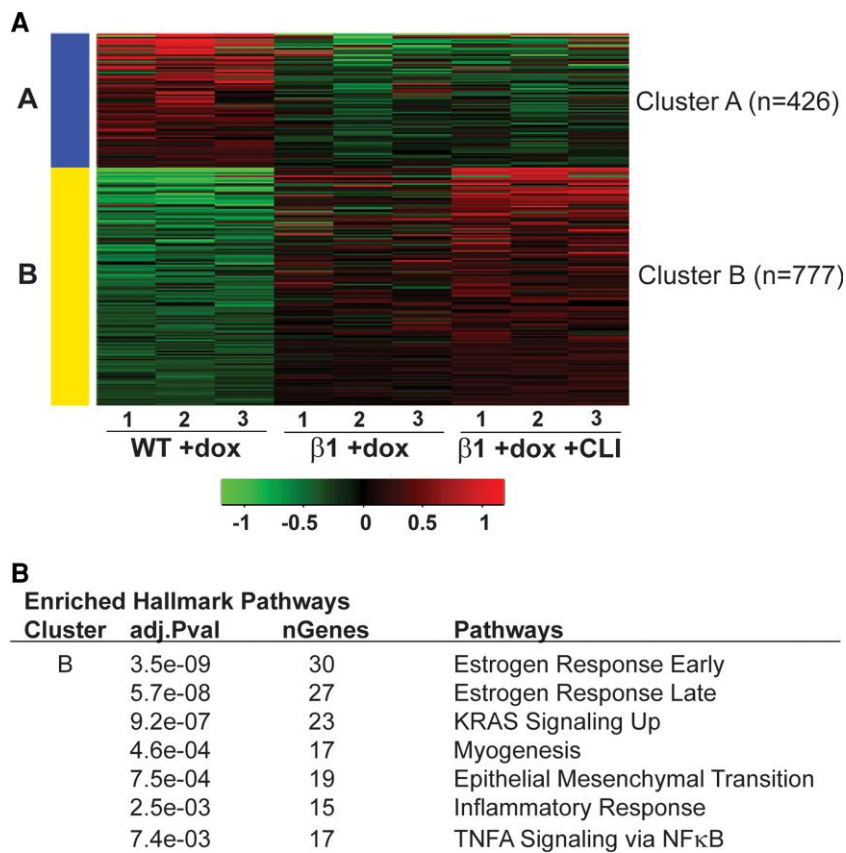 A
A
Cluster A (n=426)
B
Cluster B (n=777)
1 2 3 1 2 3 1 2 3
WT +dox β1 +dox β1 +dox +CLI
-1 -0.5 0 0.5 1
B
Enriched Hallmark Pathways
Cluster adj.Pval nGenes Pathways
B 3.5e-09 30 Estrogen Response Early
5.7e-08 27 Estrogen Response Late
9.2e-07 23 KRAS Signaling Up
4.6e-04 17 Myogenesis
7.5e-04 19 Epithelial Mesenchymal Transition
2.5e-03 15 Inflammatory Response
7.4e-03 17 TNFA Signaling via NFκB